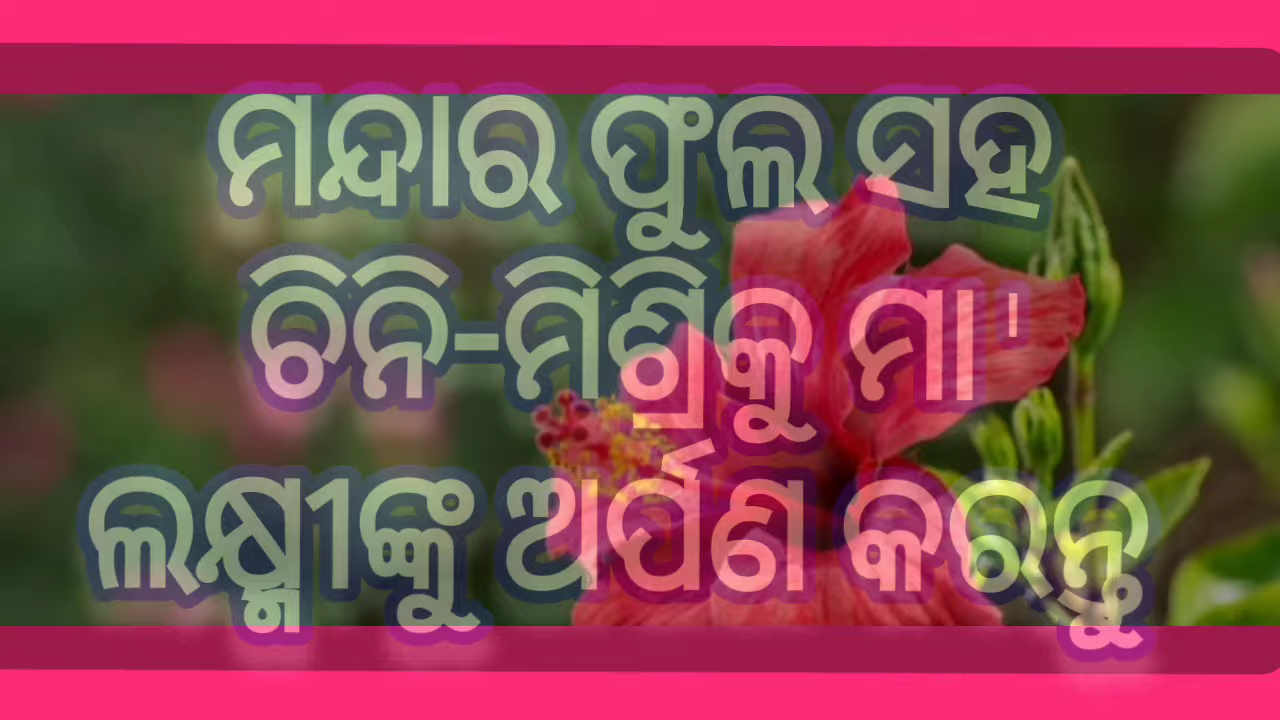 ମନ୍ଦାର ଫୁଲ ସହ
ଚିନି-ମିଶ୍ରିଙ୍କୁ ମା'
ଲକ୍ଷ୍ମୀଙ୍କୁ ଅର୍ପଣ କରନ୍ତୁ